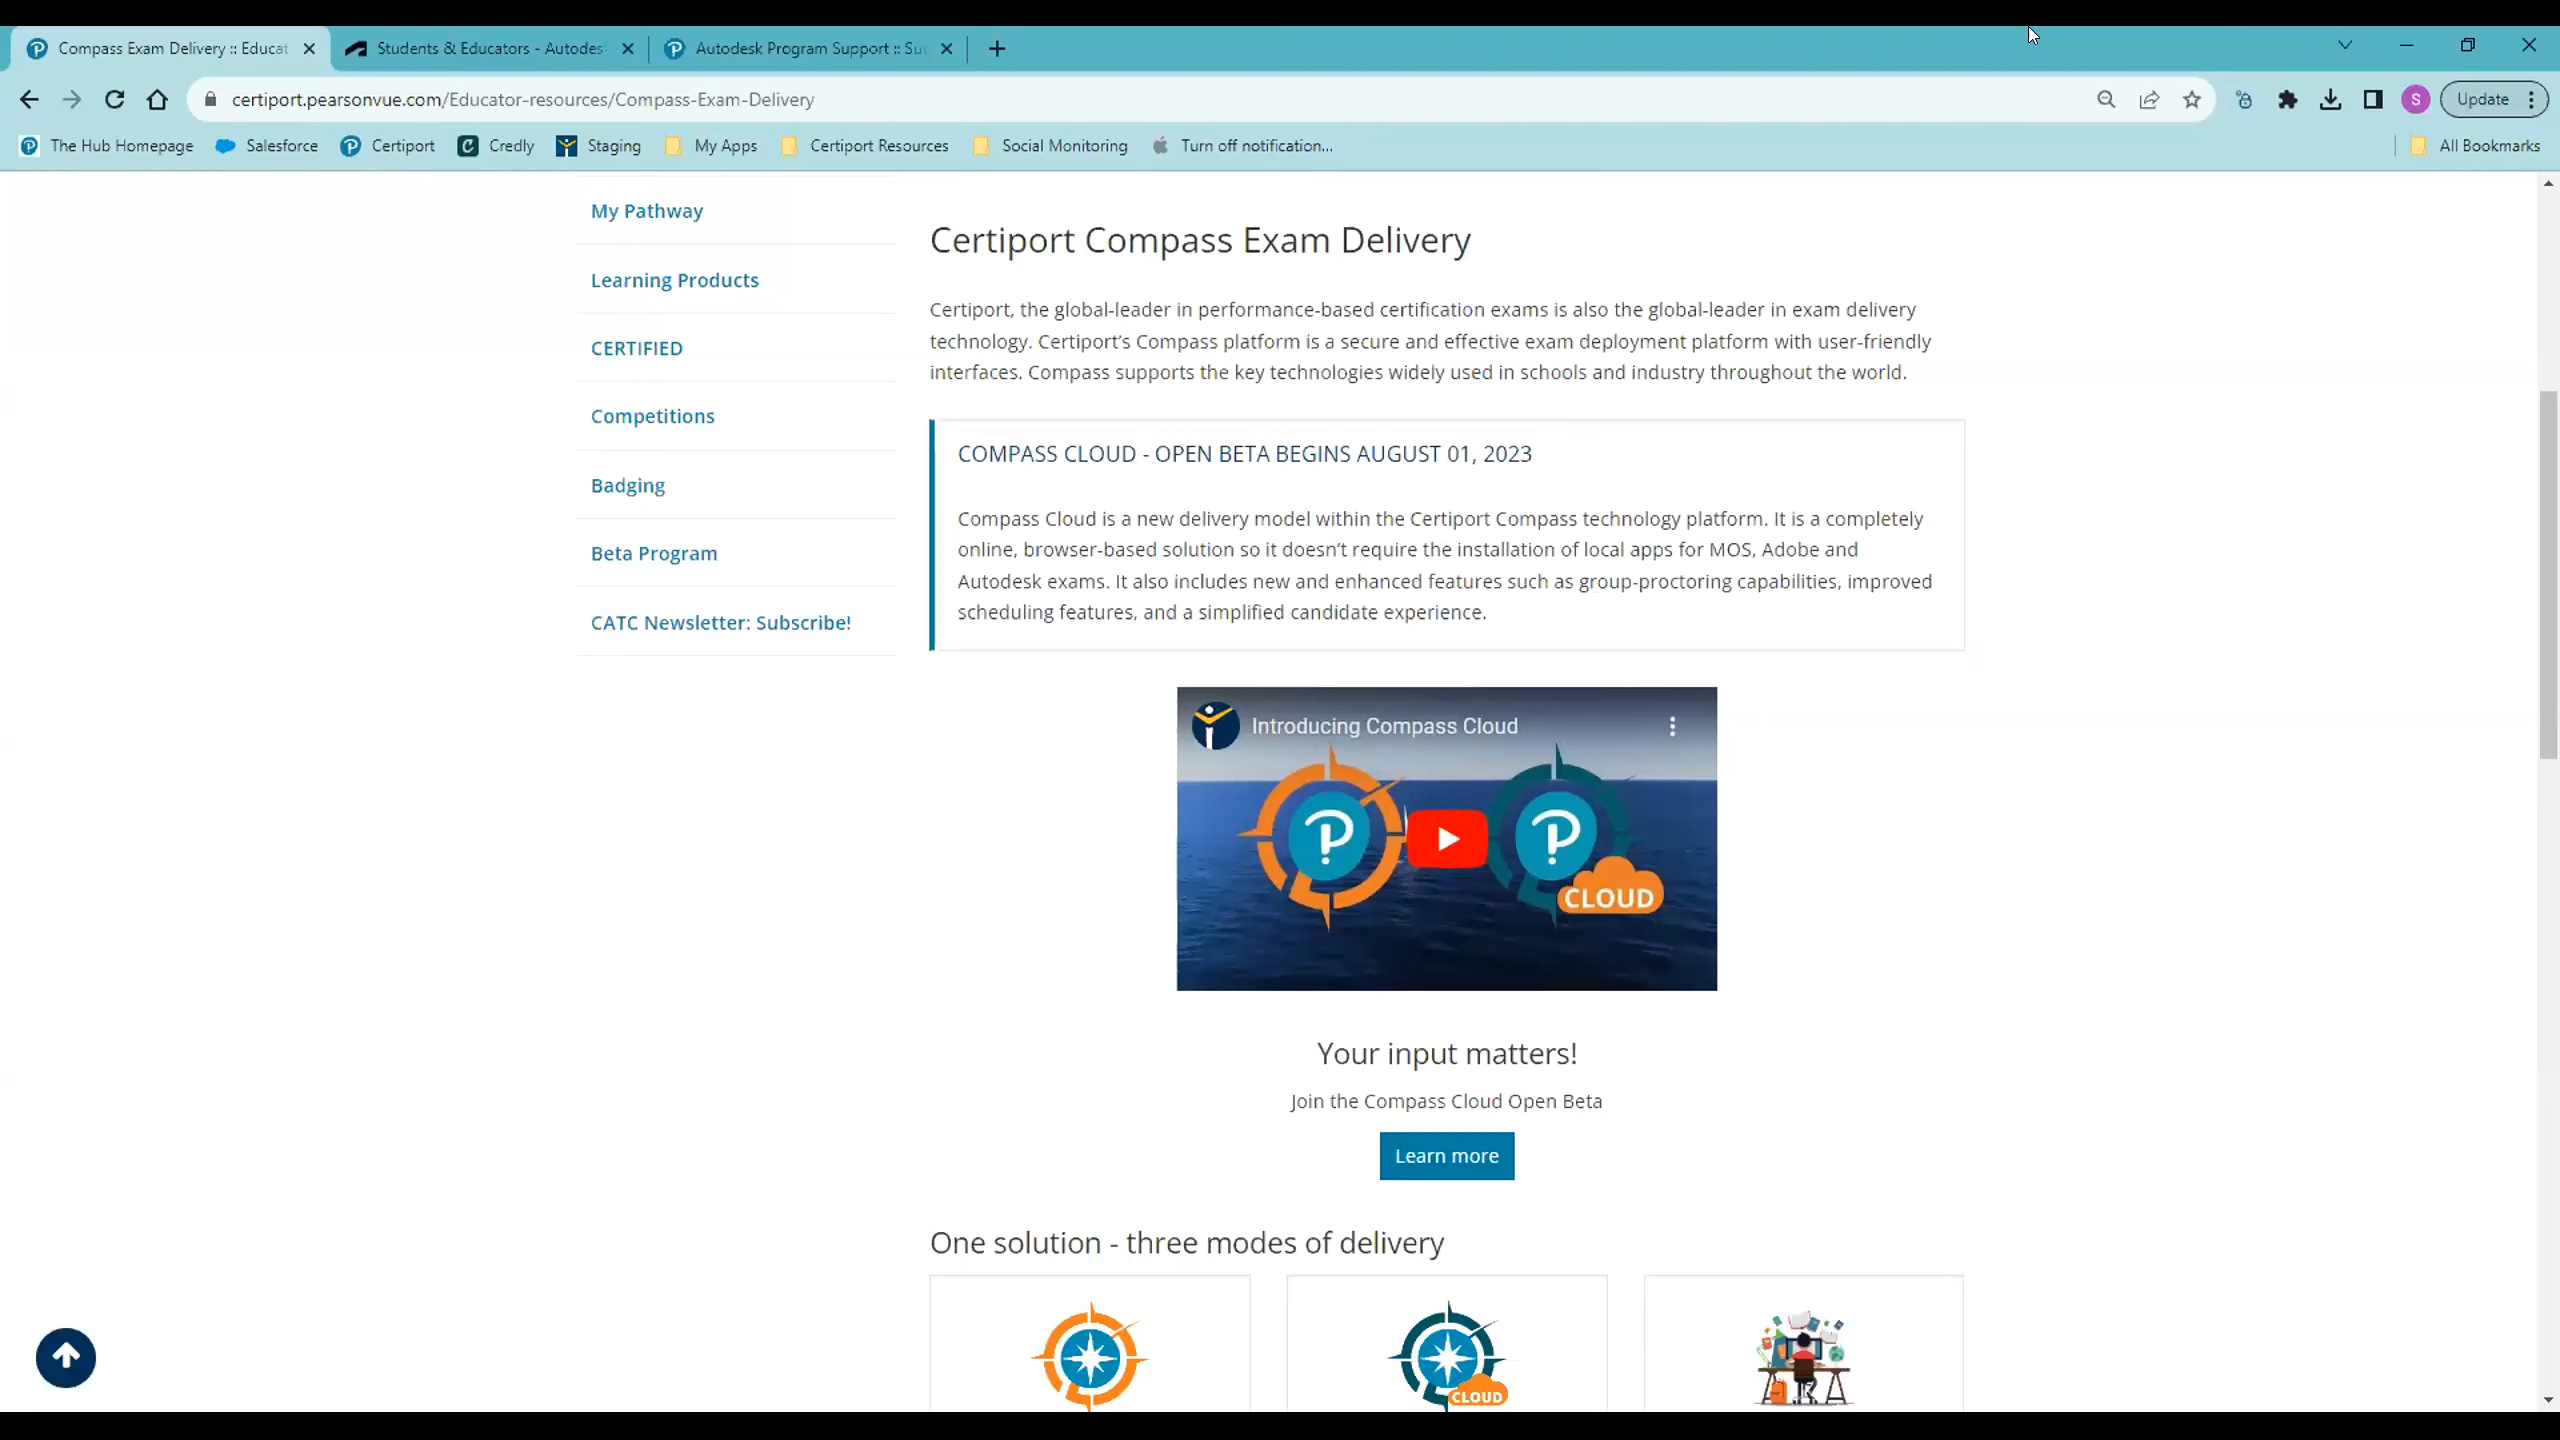 Compass Exam Delivery :: Educat
Students & Educators - Autodes
Autodesk Program Support :: Su
certiport.pearsonvue.com/Educator-resources/Compass-Exam-Delivery
S
Update
The Hub Homepage
Salesforce
Certiport
Credly
Staging
My Apps
Certiport Resources
Social Monitoring
Turn off notification...
All Bookmarks
My Pathway
Learning Products
CERTIFIED
Competitions
Badging
Beta Program
CATC Newsletter: Subscribe!
Certiport Compass Exam Delivery
Certiport, the global-leader in performance-based certification exams is also the global-leader in exam delivery
technology. Certiport’s Compass platform is a secure and effective exam deployment platform with user-friendly
interfaces. Compass supports the key technologies widely used in schools and industry throughout the world.
COMPASS CLOUD - OPEN BETA BEGINS AUGUST 01, 2023
Compass Cloud is a new delivery model within the Certiport Compass technology platform. It is a completely
online, browser-based solution so it doesn’t require the installation of local apps for MOS, Adobe and
Autodesk exams. It also includes new and enhanced features such as group-proctoring capabilities, improved
scheduling features, and a simplified candidate experience.
Introducing Compass Cloud
CLOUD
Your input matters!
Join the Compass Cloud Open Beta
Learn more
One solution - three modes of delivery
CLOUD